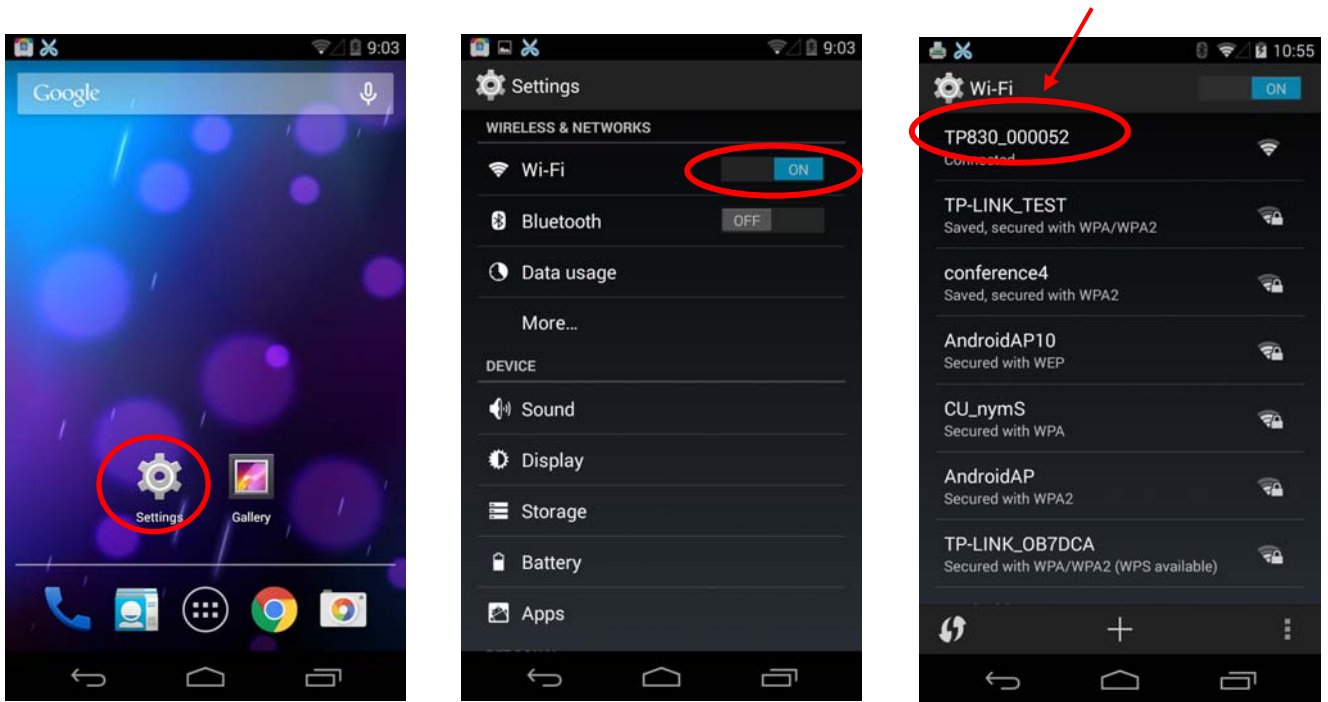 9:03
Google
Settings
Gallery
9:03
Settings
WIRELESS & NETWORKS
Wi-Fi
ON
Bluetooth
OFF
Data usage
More...
DEVICE
Sound
Display
Storage
Battery
Apps
10:55
Wi-Fi
ON
TP830_000052
Connected
TP-LINK_TEST
Saved, secured with WPA/WPA2
conference4
Saved, secured with WPA2
AndroidAP10
Secured with WEP
CU_nymS
Secured with WPA
AndroidAP
Secured with WPA2
TP-LINK_0B7DCA
Secured with WPA/WPA2 (WPS available)